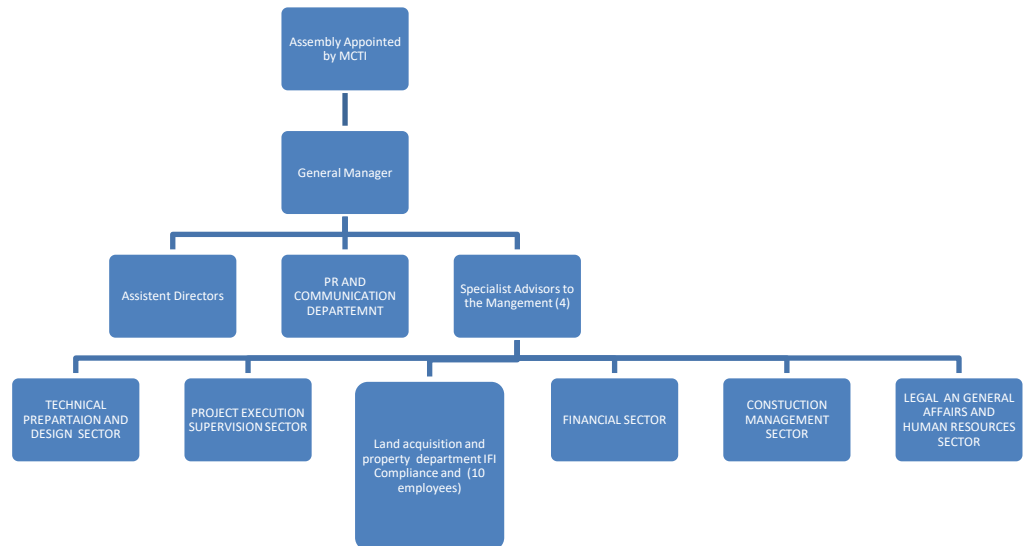 Assembly Appointed
by MCTI
General Manager
Assistent Directors
PR AND
COMMUNICATION
DEPARTEMNT
Specialist Advisors to
the Mangement (4)
TECHNICAL
PREPARTAION AND
DESIGN SECTOR
PROJECT EXECUTION
SUPERVISION SECTOR
Land acquisition and
property department IFI
Compliance and (10
employees)
FINANCIAL SECTOR
CONSTUCTION
MANAGEMENT
SECTOR
LEGAL AN GENERAL
AFFAIRS AND
HUMAN RESOURCES
SECTOR